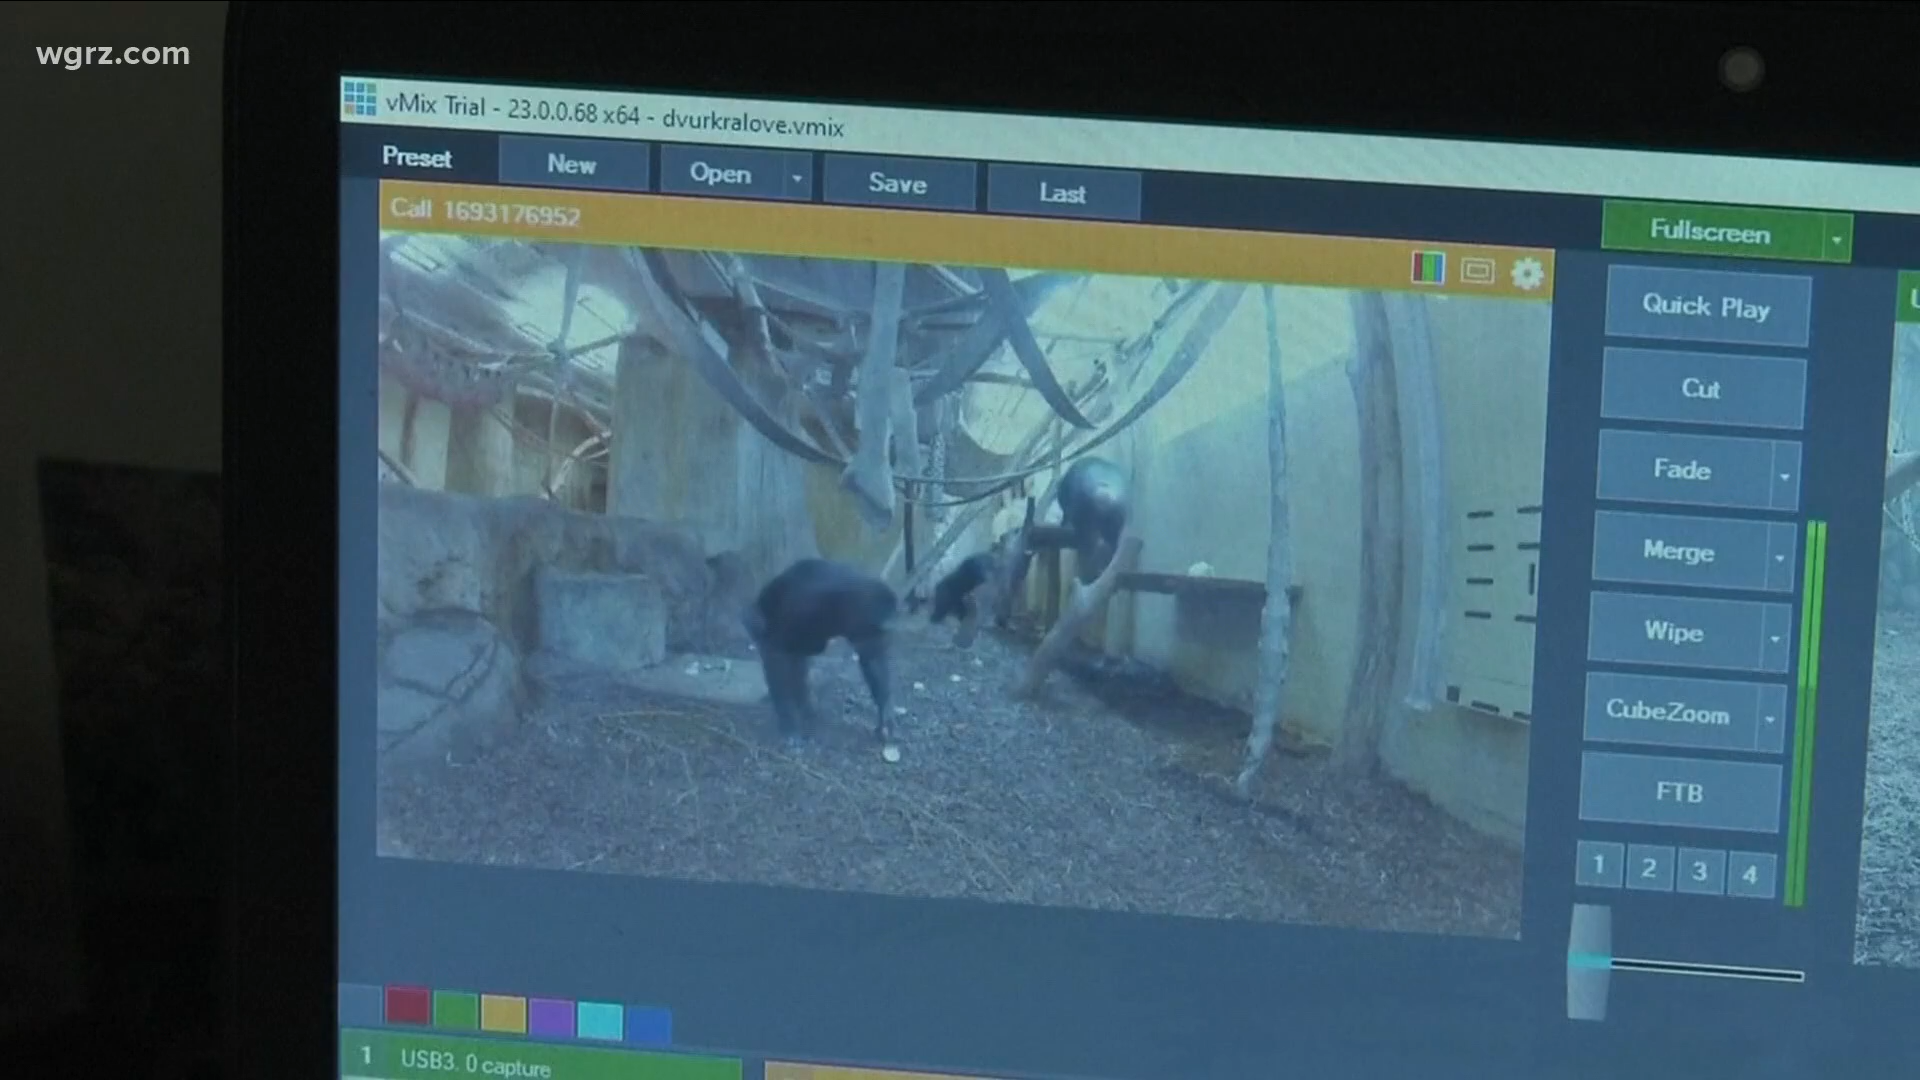 wgrz.com
vMix Trial - 23.0.0.68 x64 - dvurkralove.vmix
Preset New Open Save Last
Call 1693176952
Fullscreen
Quick Play
Cut
Fade
Merge
Wipe
CubeZoom
FTB
1 2 3 4
1 USB3. 0 capture